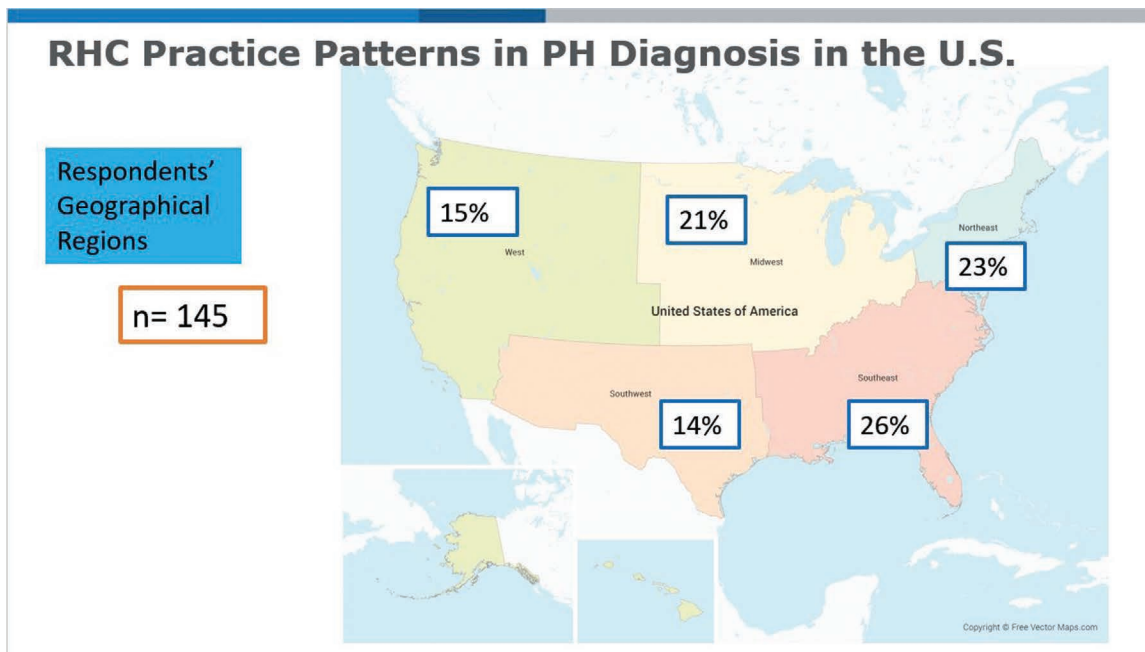 RHC Practice Patterns in PH Diagnosis in the U.S.
Respondents’
Geographical
Regions
n= 145
15%
West
21%
Midwest
Northeast
23%
United States of America
Southwest
14%
Southeast
26%
Copyright © Free Vector Maps.com